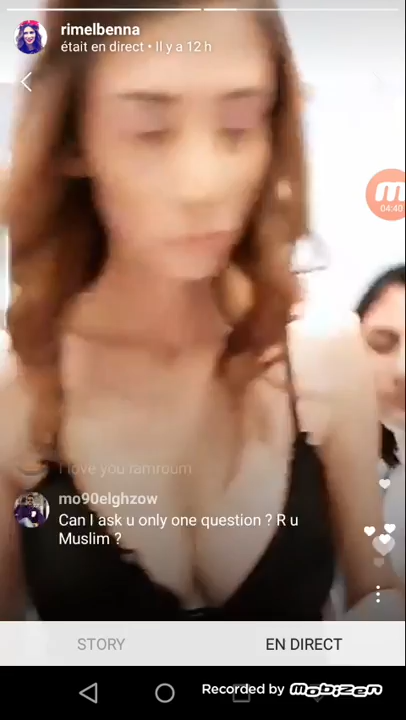 rimelbenna
était en direct • Il y a 12 h
04:40
I love you ramroum
mo90elghzow
Can I ask u only one question ? R u
Muslim ?
STORY
EN DIRECT
Recorded by mobizen